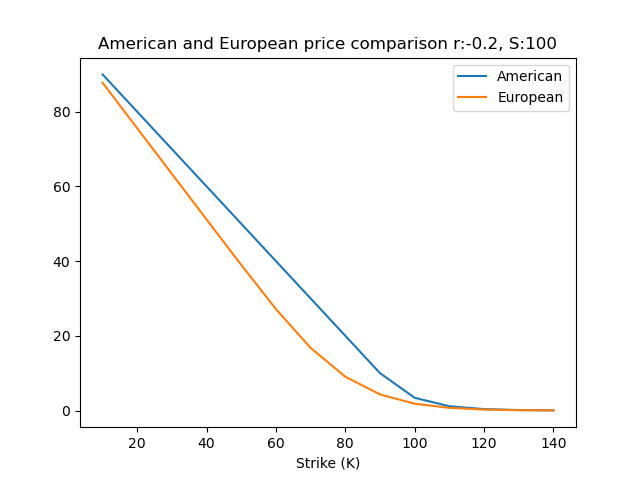 American and European price comparison r:-0.2, S:100
American
European
80
60
40
20
0
20 40 60 80 100 120 140
Strike (K)